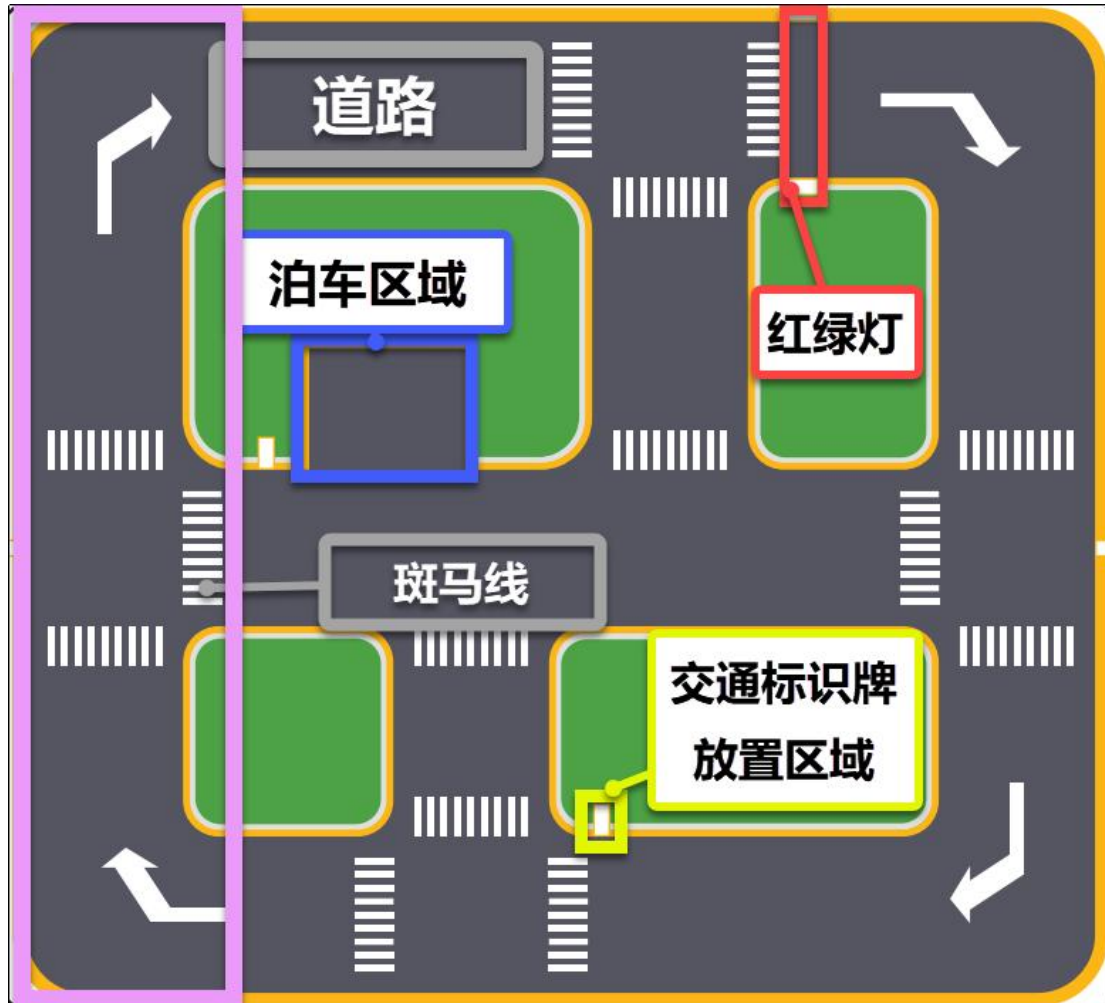 道路
泊车区域
红绿灯
斑马线
交通标识牌
放置区域